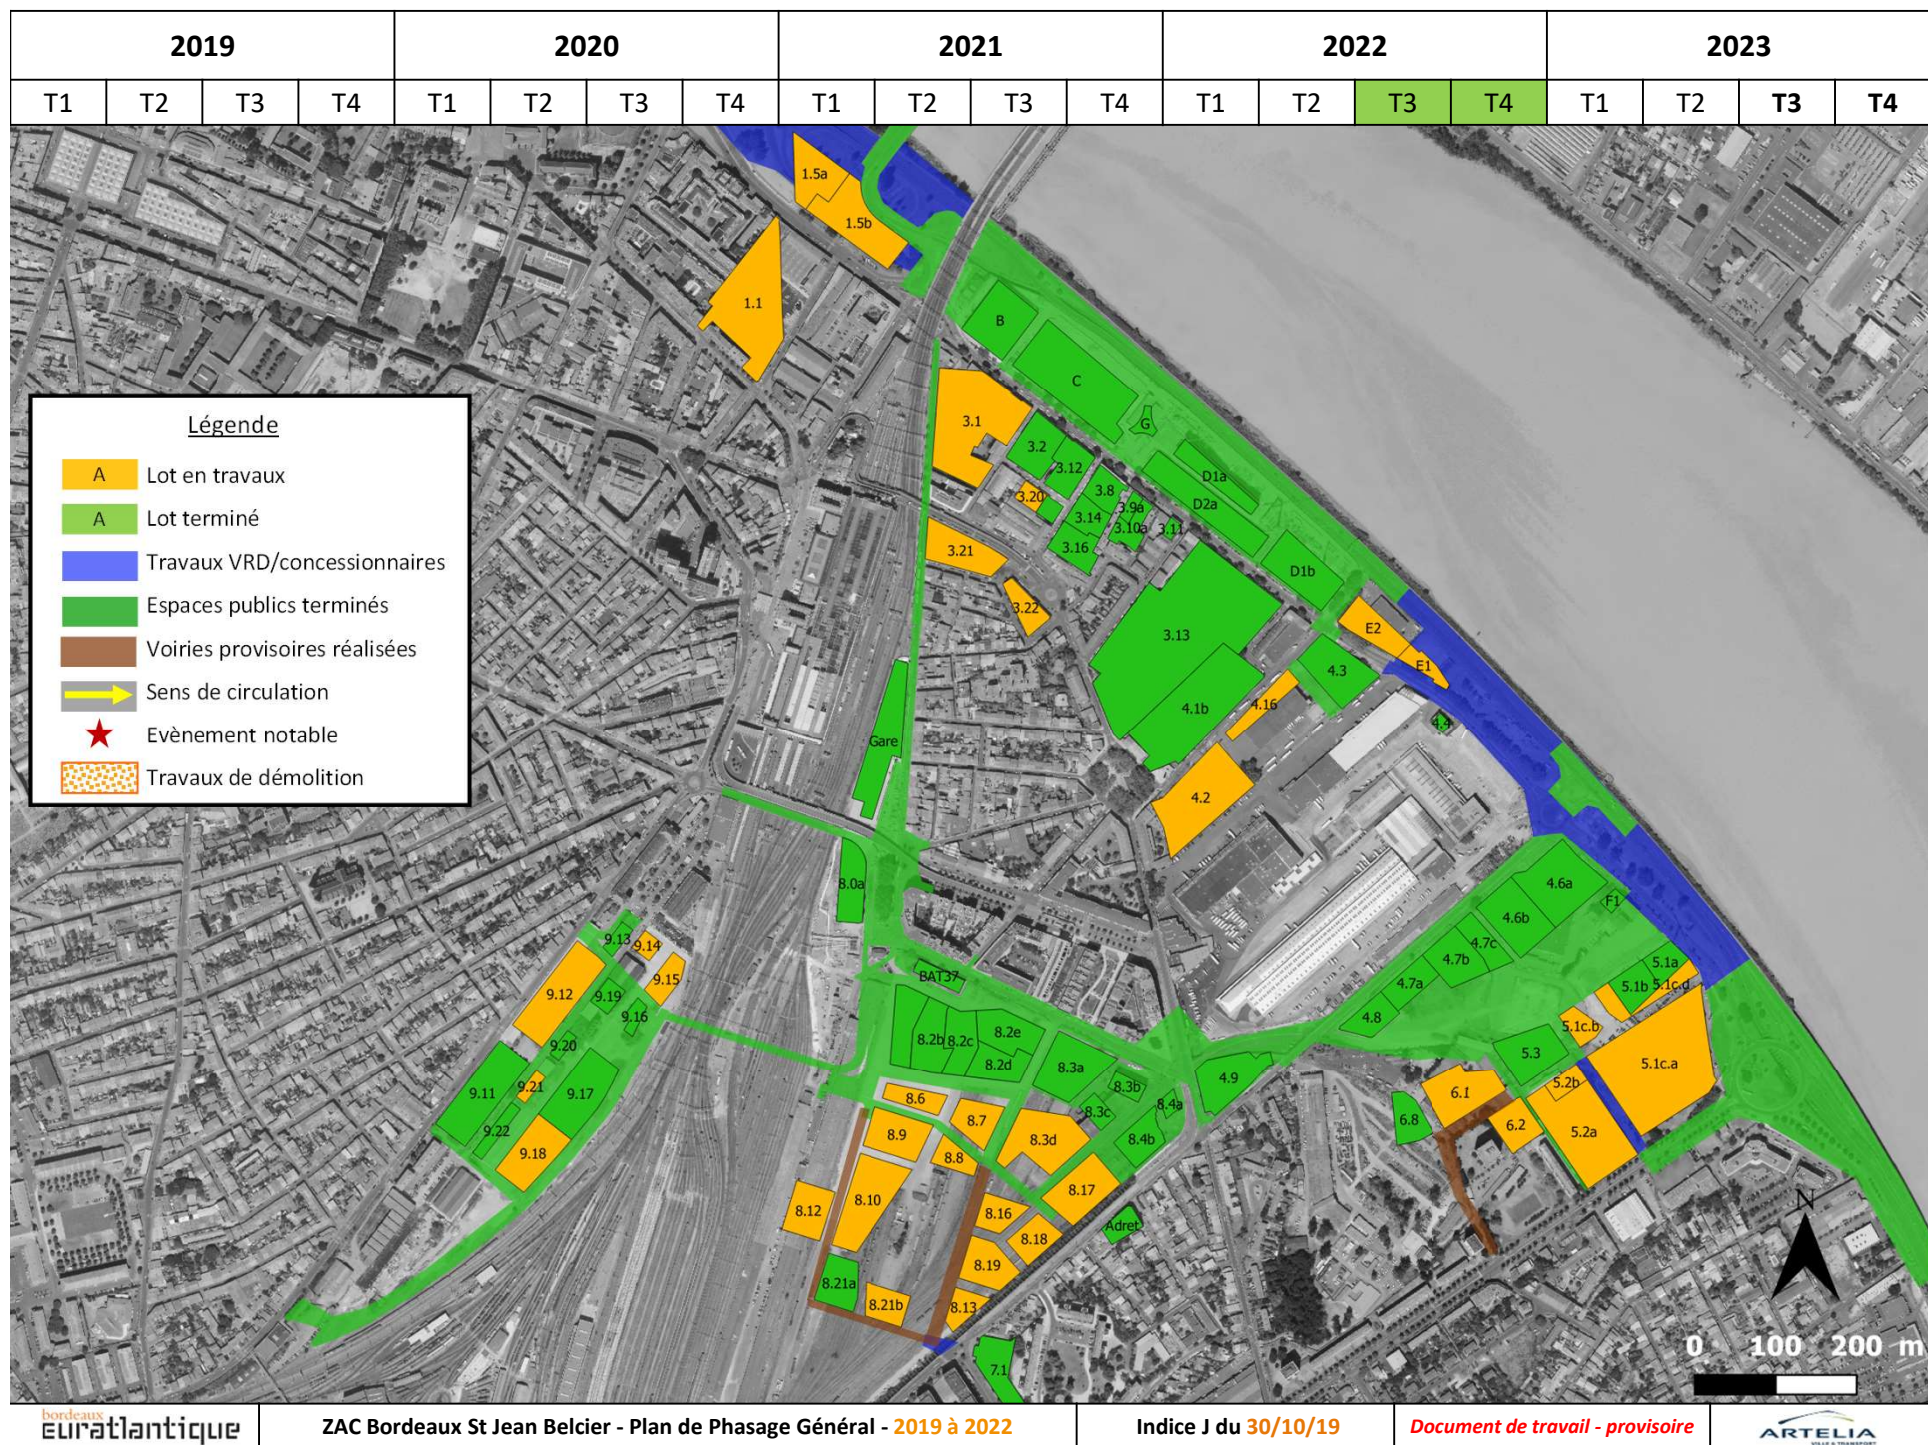 2019 2020 2021 2022 2023
T1 T2 T3 T4 T1 T2 T3 T4 T1 T2 T3 T4 T1 T2 T3 T4 T1 T2 T3 T4
1.5a
1.5b
1.1
B
C
G
3.1
3.2
3.12
D1a
3.20
3.8
3.9a
D2a
3.14
3.10a
3.11
3.21
3.16
D1b
3.22
3.13
E2
E1
4.3
4.16
4.1b
4.4
Gare
4.2
Légende
A Lot en travaux
A Lot terminé
Travaux VRD/concessionnaires
Espaces publics terminés
Voiries provisoires réalisées
Sens de circulation
Evènement notable
Travaux de démolition
8.0a
4.6a
F1
4.6b
4.7c
4.7b
4.7a
4.8
9.13
9.14
9.15
9.12
9.19
9.16
9.20
9.21
9.11
9.17
9.22
9.18
BAT37
8.2b
8.2c
8.2e
8.2d
8.3a
8.3b
8.3c
8.4a
8.4b
4.9
5.1a
5.1b
5.1c.d
5.1c.b
5.1c.a
5.3
5.2b
5.2a
6.1
6.2
6.8
8.6
8.7
8.9
8.8
8.3d
8.10
8.12
8.17
8.16
8.18
Adret
8.19
8.21a
8.21b
8.13
7.1
N
0 100 200 m
bordeaux
euratlantique
ZAC Bordeaux St Jean Belcier - Plan de Phasage Général - 2019 à 2022
Indice J du 30/10/19
Document de travail - provisoire
ARTELIA
VILLE & TRANSPORT